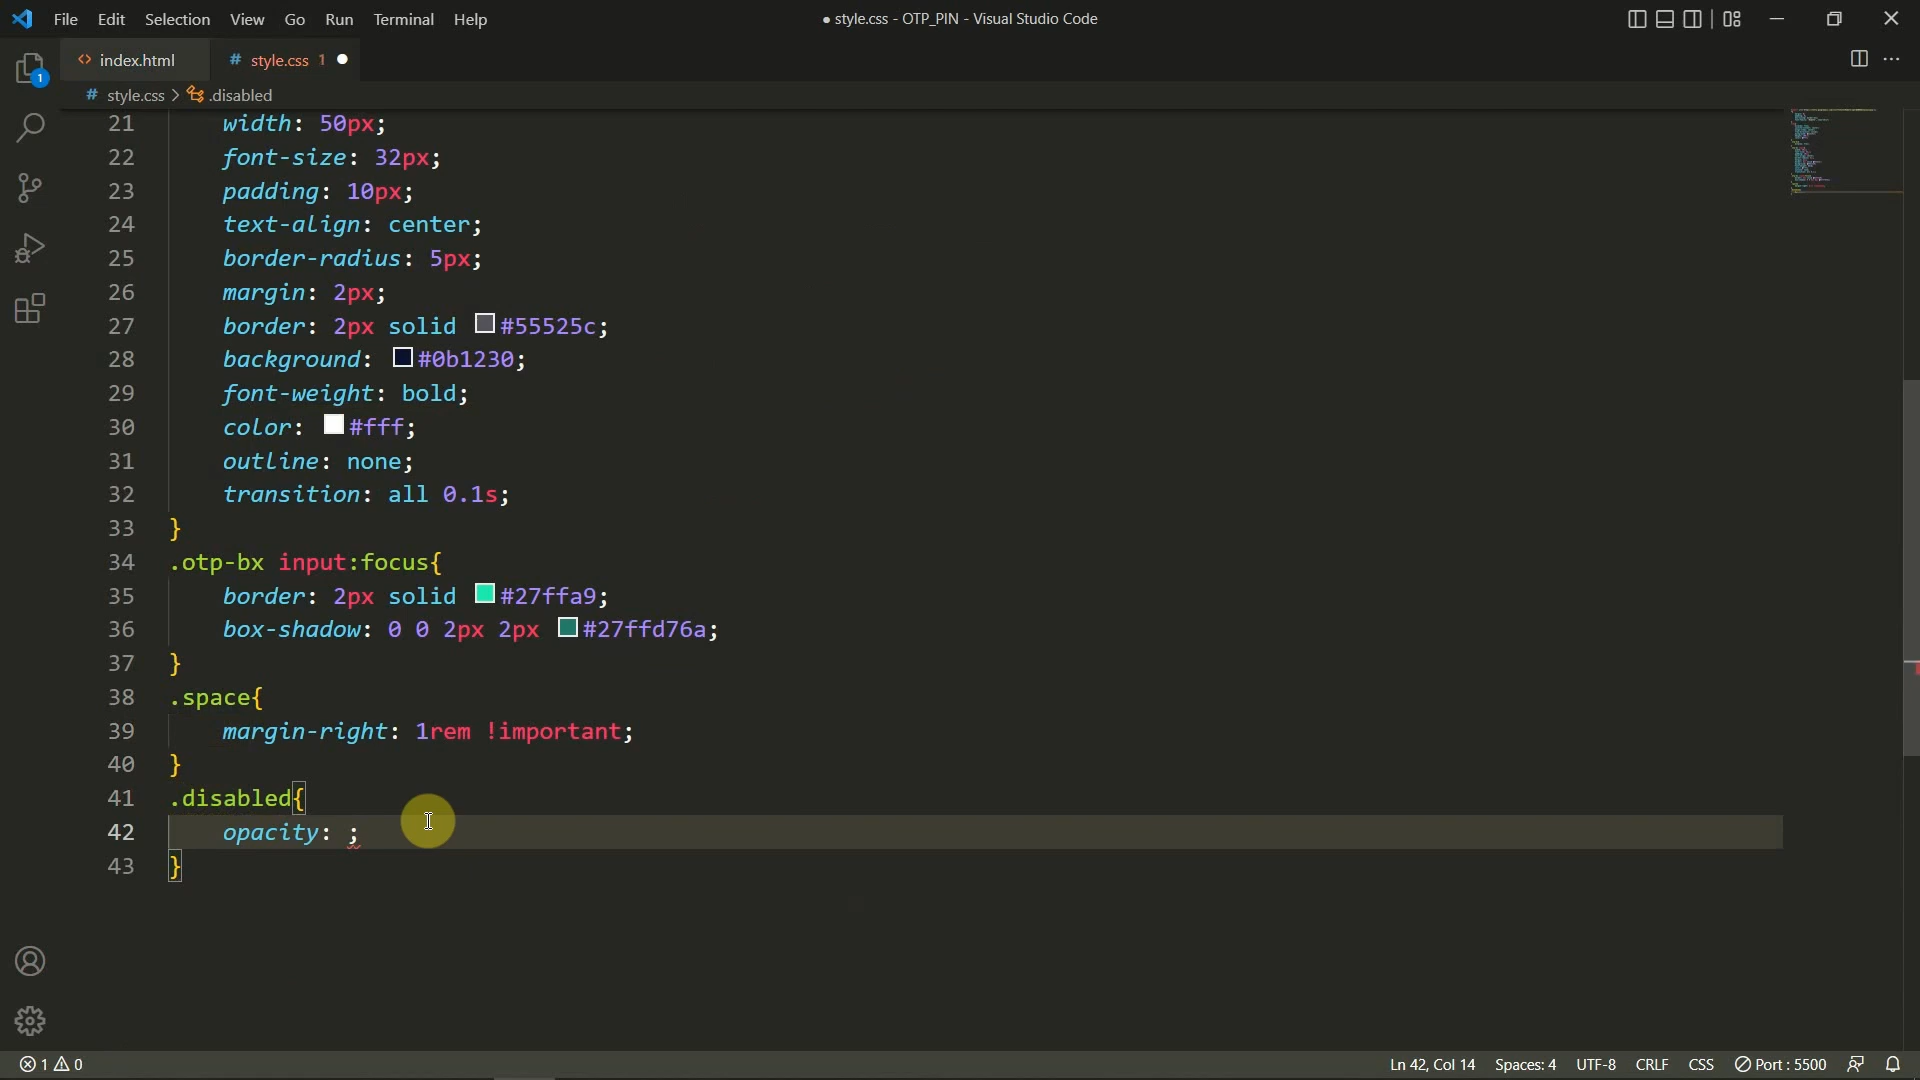 File Edit Selection View Go Run Terminal Help
● style.css - OTP_PIN - Visual Studio Code
<> index.html
# style.css 1 ●
# style.css > .disabled
1
21 width: 50px;
22 font-size: 32px;
23 padding: 10px;
24 text-align: center;
25 border-radius: 5px;
26 margin: 2px;
27 border: 2px solid #55525c;
28 background: #0b1230;
29 font-weight: bold;
30 color: #fff;
31 outline: none;
32 transition: all 0.1s;
33 }
34 .otp-bx input:focus{
35 border: 2px solid #27ffa9;
36 box-shadow: 0 0 2px 2px #27ffd76a;
37 }
38 .space{
39 margin-right: 1rem !important;
40 }
41 .disabled{
42 opacity: ;
43 }
1 0
Ln 42, Col 14 Spaces: 4 UTF-8 CRLF CSS Port : 5500